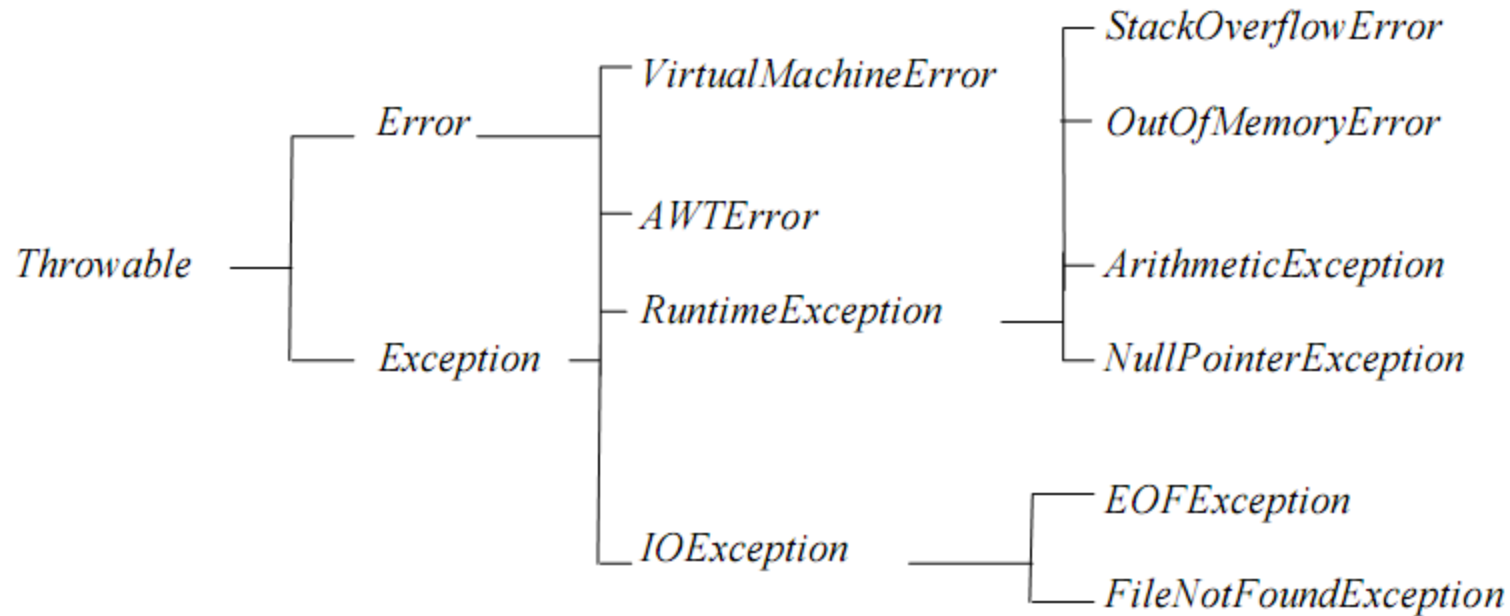 StackOverflowError
VirtualMachineError
Error
OutOfMemoryError
AWTError
Throwable
ArithmeticException
RuntimeException
Exception
NullPointerException
EOFException
IOException
FileNotFoundException